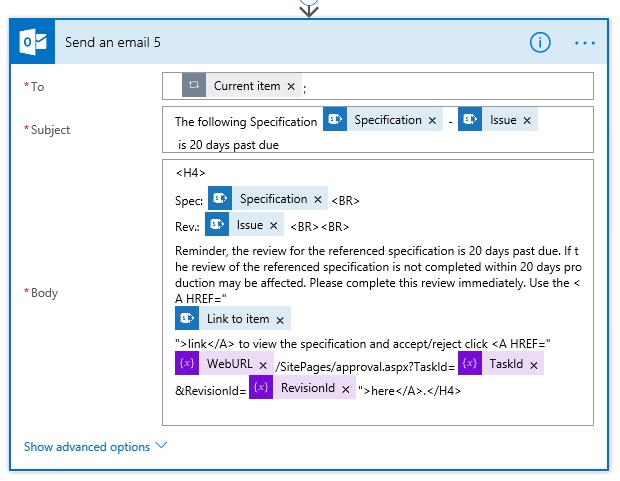 Send an email 5
* To
Current item × ;
* Subject
The following Specification Specification × - Issue ×
is 20 days past due
* Body
<H4>
Spec: Specification × <BR>
Rev.: Issue × <BR><BR>
Reminder, the review for the referenced specification is 20 days past due. If t
he review of the referenced specification is not completed within 20 days pro
duction may be affected. Please complete this review immediately. Use the <
A HREF="
Link to item ×
">link</A> to view the specification and accept/reject click <A HREF="
{x} WebURL × /SitePages/approval.aspx?TaskId= {x} TaskId ×
&RevisionId= {x} RevisionId × ">here</A>.</H4>
Show advanced options